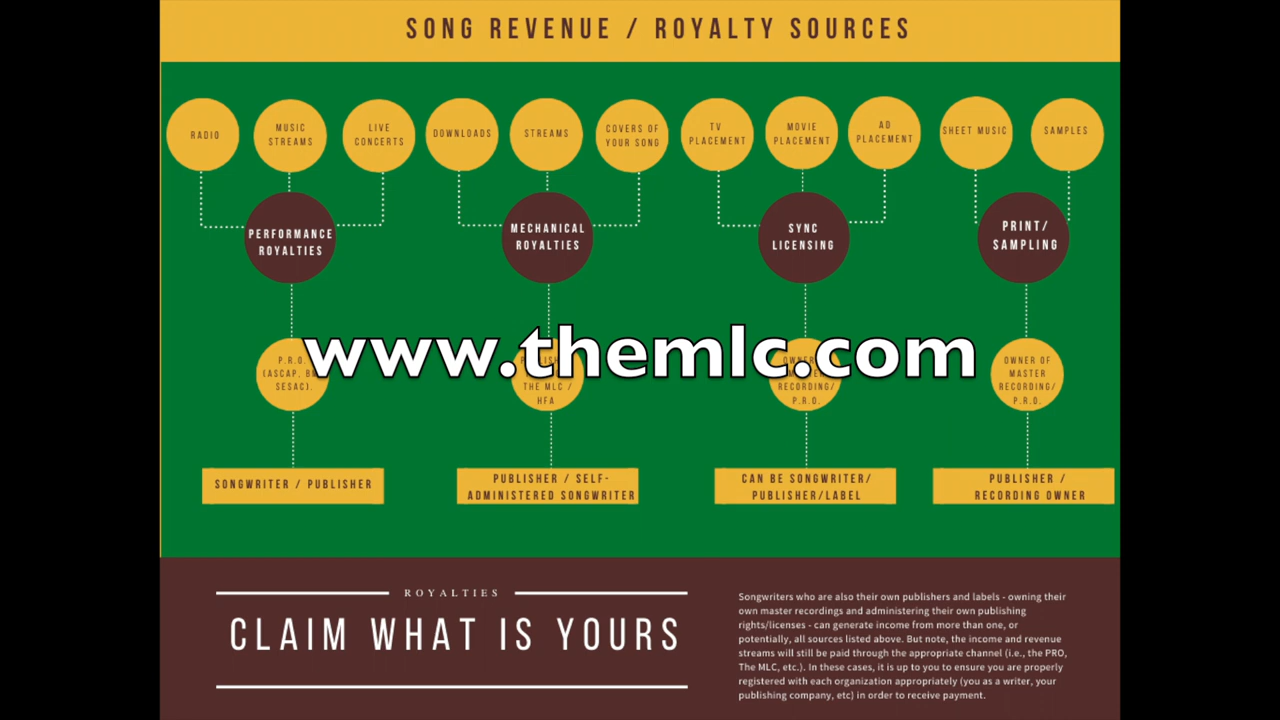 SONG REVENUE / ROYALTY SOURCES
RADIO
MUSIC
STREAMS
LIVE
CONCERTS
DOWNLOADS
STREAMS
COVERS OF
YOUR SONG
TV
PLACEMENT
MOVIE
PLACEMENT
AD
PLACEMENT
SHEET MUSIC
SAMPLES
PERFORMANCE
ROYALTIES
MECHANICAL
ROYALTIES
SYNC
LICENSING
PRINT/
SAMPLING
www.themlc.com
P.R.O.
(ASCAP,
SESAC).
THE MLC /
HFA
RECORDING/
P.R.O.
OWNER OF
MASTER
RECORDING/
P.R.O.
SONGWRITER / PUBLISHER
PUBLISHER / SELF-
ADMINISTERED SONGWRITER
CAN BE SONGWRITER/
PUBLISHER/LABEL
PUBLISHER /
RECORDING OWNER
ROYALTIES
CLAIM WHAT IS YOURS
Songwriters who are also their own publishers and labels - owning their
own master recordings and administering their own publishing
rights/licenses - can generate income from more than one, or
potentially, all sources listed above. But note, the income and revenue
streams will still be paid through the appropriate channel (i.e., the PRO,
The MLC, etc.). In these cases, it is up to you to ensure you are properly
registered with each organization appropriately (you as a writer, your
publishing company, etc) in order to receive payment.